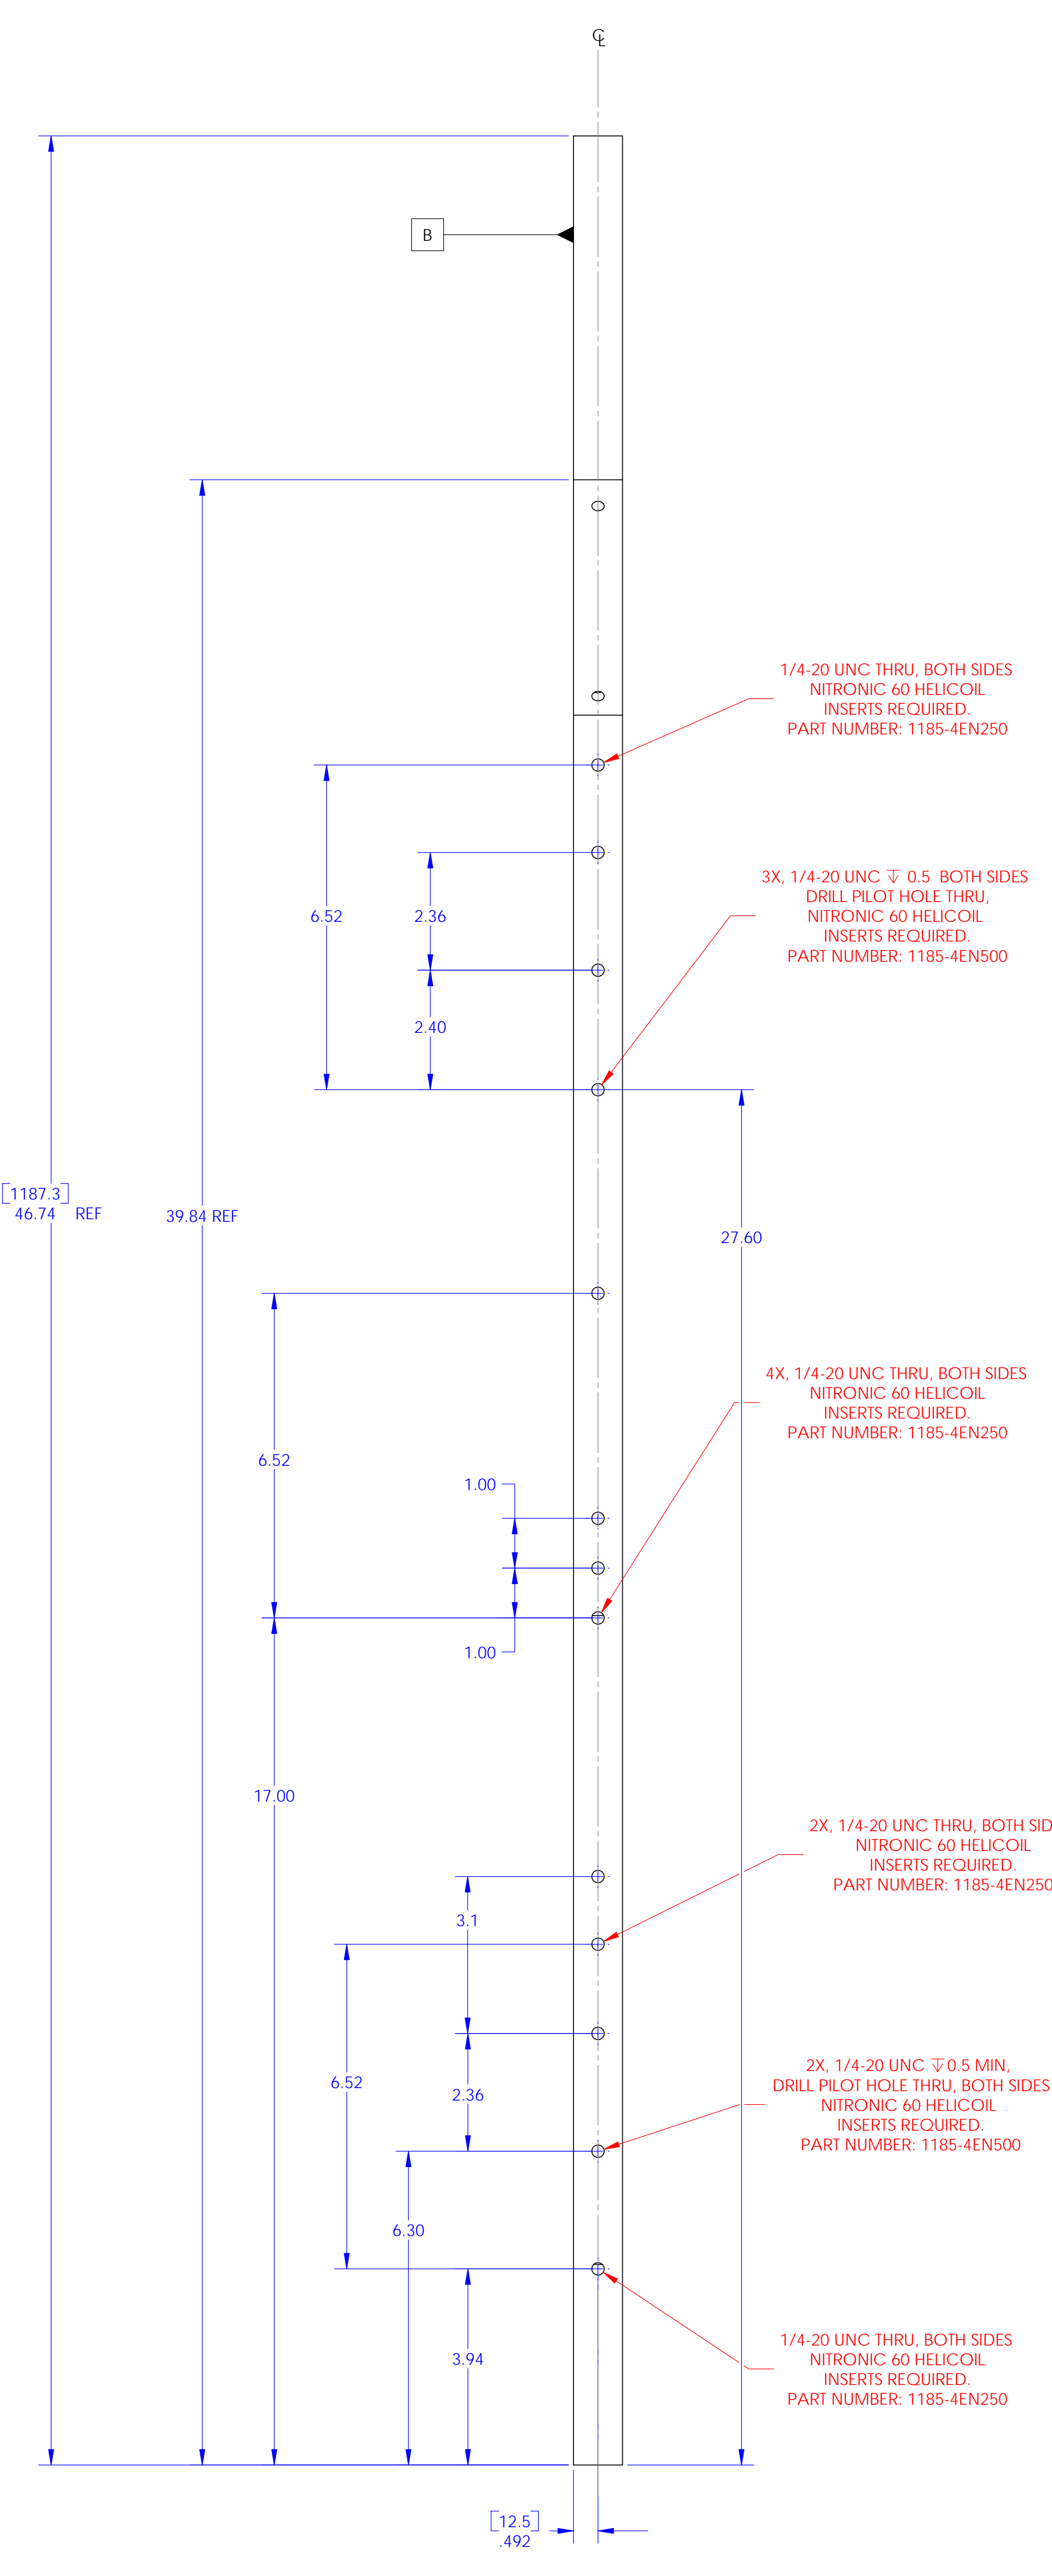 CL
B
1/4-20 UNC THRU, BOTH SIDES
NITRONIC 60 HELICOIL
INSERTS REQUIRED.
PART NUMBER: 1185-4EN250
3X, 1/4-20 UNC ↧ 0.5 BOTH SIDES
DRILL PILOT HOLE THRU,
NITRONIC 60 HELICOIL
INSERTS REQUIRED.
PART NUMBER: 1185-4EN500
6.52
2.36
2.40
[1187.3]
46.74 REF
39.84 REF
27.60
4X, 1/4-20 UNC THRU, BOTH SIDES
NITRONIC 60 HELICOIL
INSERTS REQUIRED.
PART NUMBER: 1185-4EN250
6.52
1.00
1.00
17.00
2X, 1/4-20 UNC THRU, BOTH SID
NITRONIC 60 HELICOIL
INSERTS REQUIRED.
PART NUMBER: 1185-4EN250
3.1
6.52
2.36
2X, 1/4-20 UNC ↧0.5 MIN,
DRILL PILOT HOLE THRU, BOTH SIDES
NITRONIC 60 HELICOIL
INSERTS REQUIRED.
PART NUMBER: 1185-4EN500
6.30
3.94
1/4-20 UNC THRU, BOTH SIDES
NITRONIC 60 HELICOIL
INSERTS REQUIRED.
PART NUMBER: 1185-4EN250
[12.5]
.492